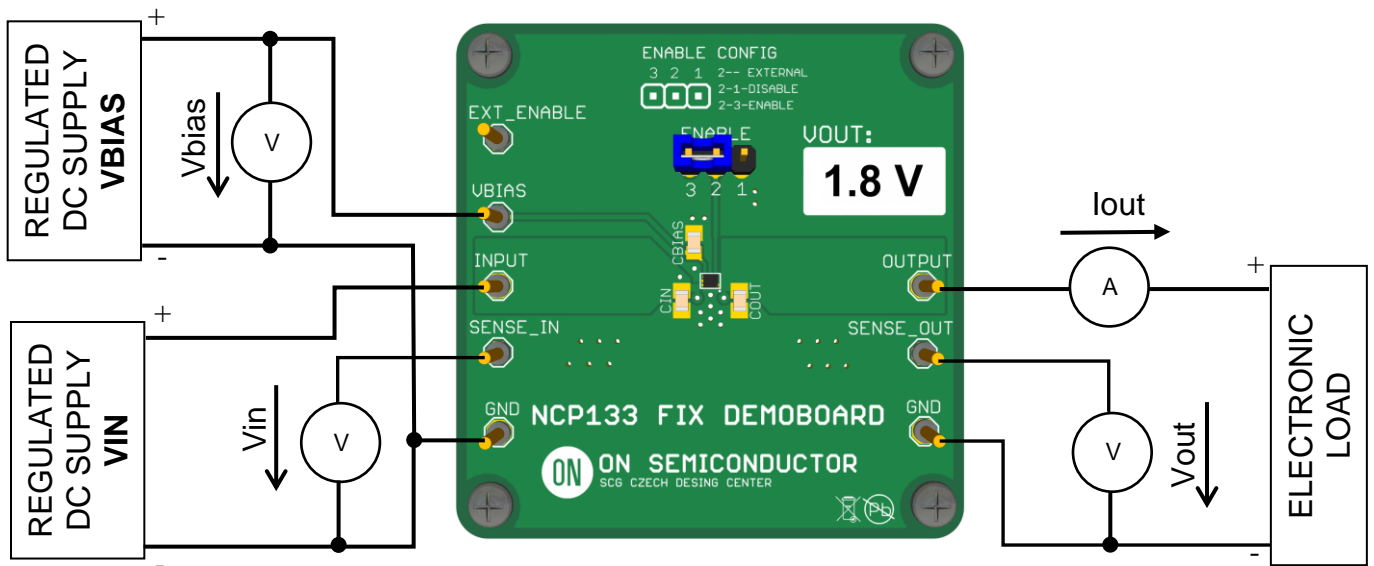 +
REGULATED
DC SUPPLY
VBIAS
-
Vbias
V
+
REGULATED
DC SUPPLY
VIN
-
Vin
V
ENABLE CONFIG
3 2 1 2-- EXTERNAL
2-1-DISABLE
2-3-ENABLE
EXT_ENABLE
ENABLE
3 2 1
VOUT:
1.8 V
VBIAS
CBIAS
INPUT
OUTPUT
CIN
COUT
SENSE_IN
SENSE_OUT
GND
NCP133 FIX DEMOBOARD
GND
ON
ON SEMICONDUCTOR
SCG CZECH DESING CENTER
Pb
Iout
A
+
V
Vout
ELECTRONIC
LOAD
-